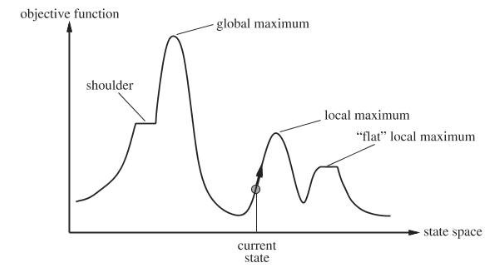 objective function
global maximum
shoulder
local maximum
“flat” local maximum
state space
current
state